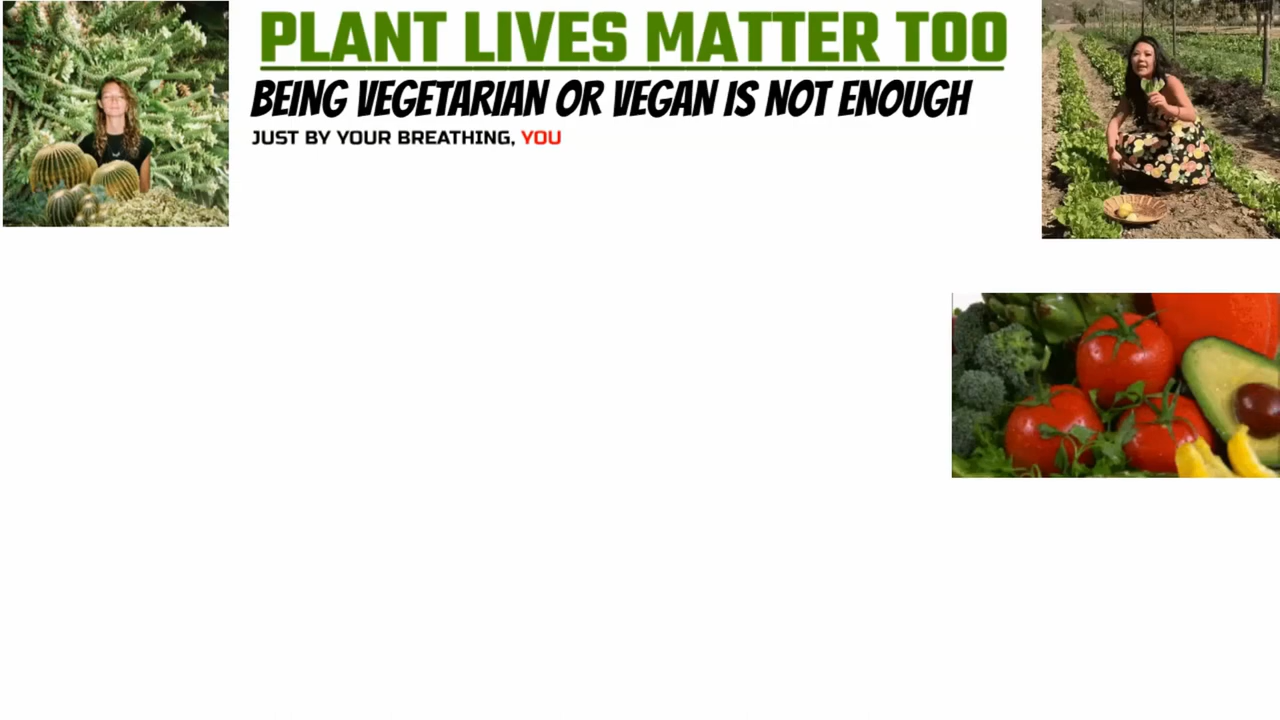 PLANT LIVES MATTER TOO
BEING VEGETARIAN OR VEGAN IS NOT ENOUGH
JUST BY YOUR BREATHING, YOU